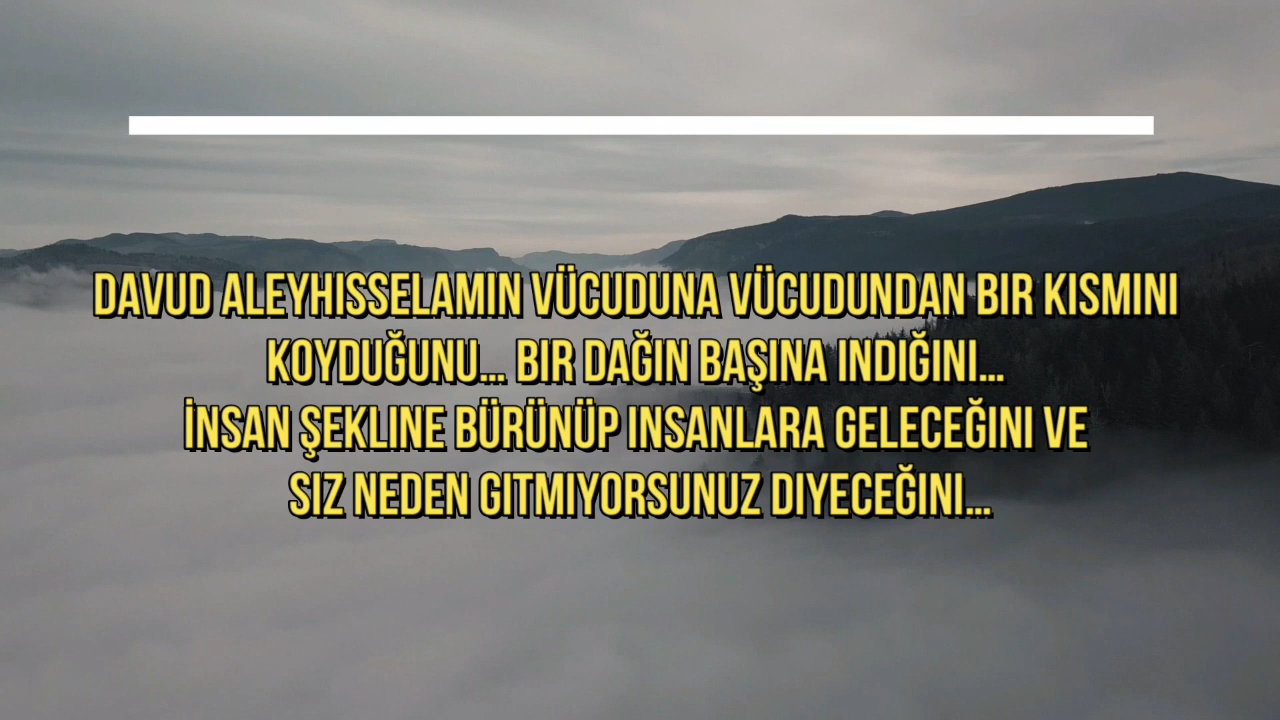 DAVUD ALEYHISSELAMIN VÜCUDUNA VÜCUDUNDAN BIR KISMINI
KOYDUĞUNU... BIR DAĞIN BAŞINA INDIĞINI...
İNSAN ŞEKLINE BÜRÜNÜP INSANLARA GELECEĞINI VE
SIZ NEDEN GITMIYORSUNUZ DIYECEĞINI...